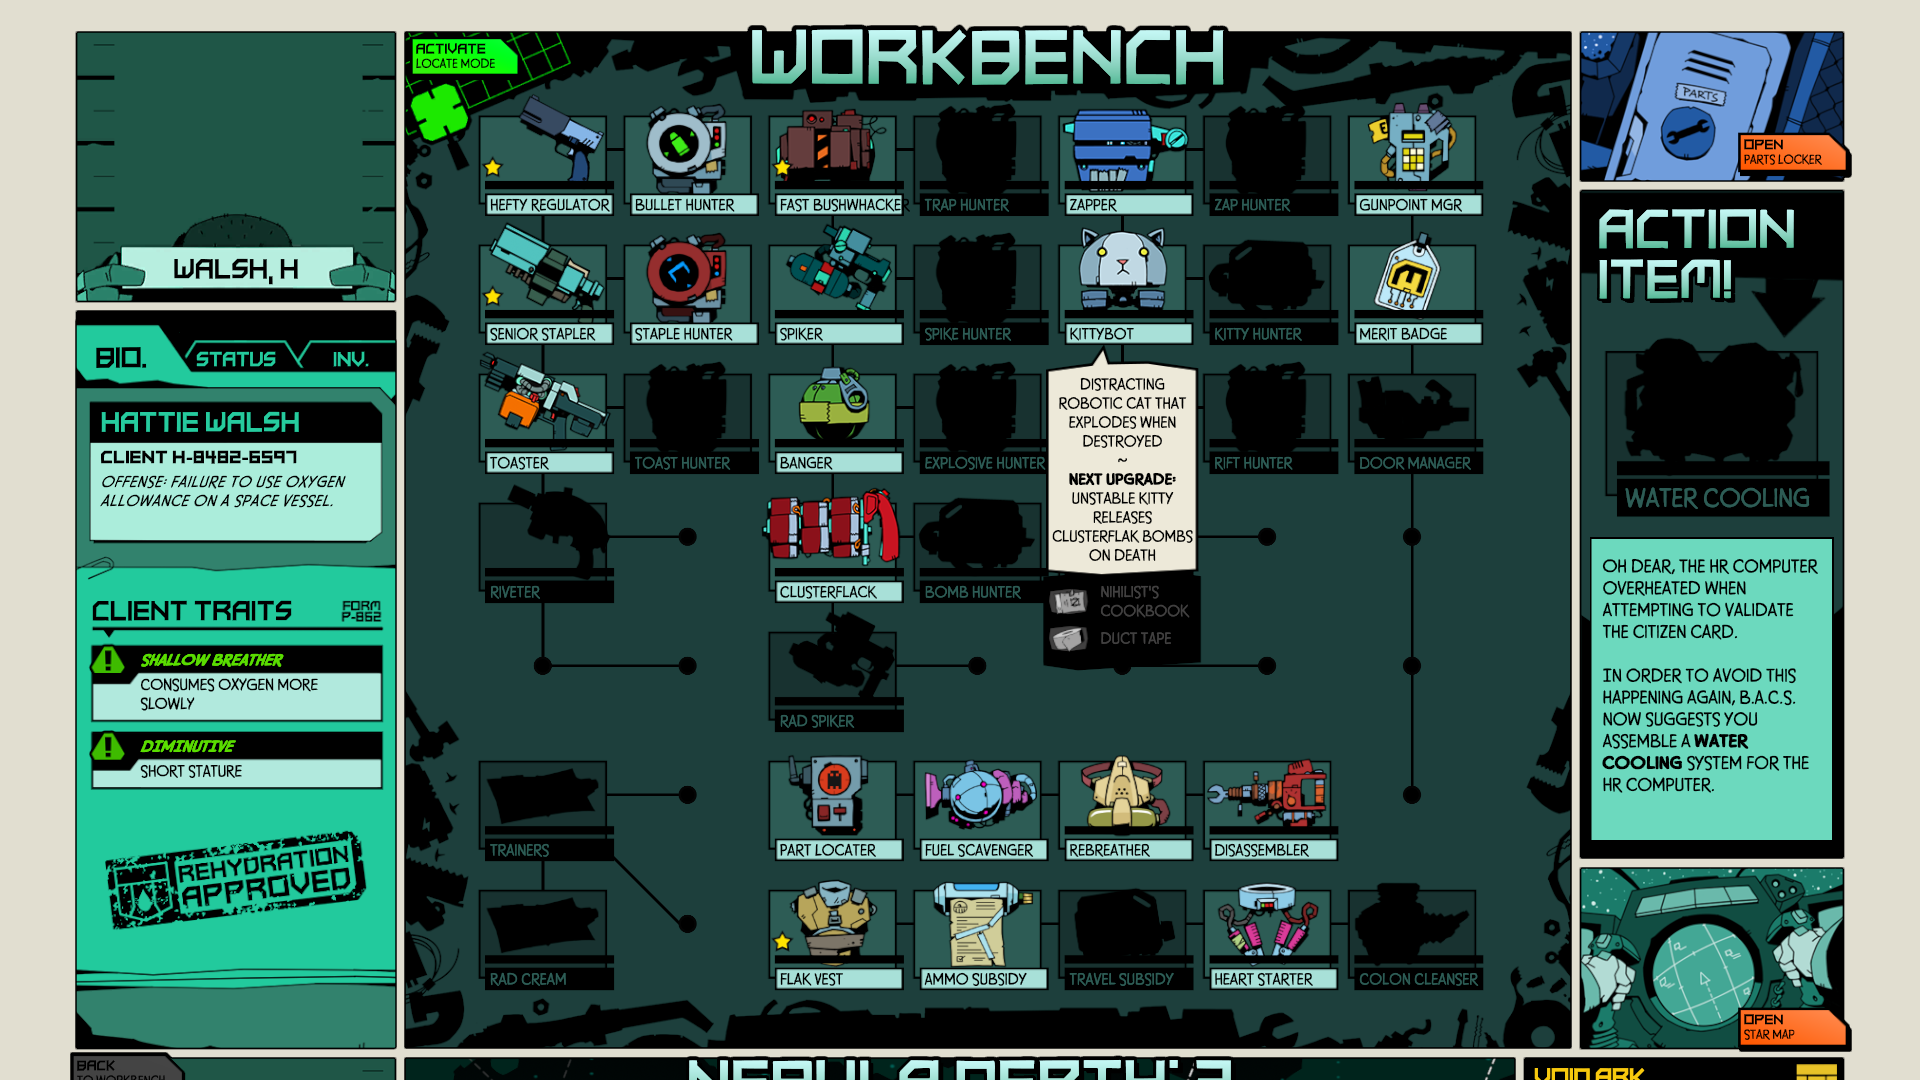 WORKBENCH
ACTIVATE
LOCATE MODE
WALSH, H
BIO.
STATUS
INV.
HATTIE WALSH
CLIENT H-8482-6597
OFFENSE: FAILURE TO USE OXYGEN
ALLOWANCE ON A SPACE VESSEL.
CLIENT TRAITS
FORM
P-862
SHALLOW BREATHER
CONSUMES OXYGEN MORE
SLOWLY
DIMINUTIVE
SHORT STATURE
REHYDRATION
APPROVED
BACK
TO WORKBENCH
HEFTY REGULATOR
BULLET HUNTER
FAST BUSHWHACKER
TRAP HUNTER
ZAPPER
ZAP HUNTER
GUNPOINT MGR
SENIOR STAPLER
STAPLE HUNTER
SPIKER
SPIKE HUNTER
KITTYBOT
KITTY HUNTER
MERIT BADGE
TOASTER
TOAST HUNTER
BANGER
EXPLOSIVE HUNTER
RIFT HUNTER
DOOR MANAGER
DISTRACTING
ROBOTIC CAT THAT
EXPLODES WHEN
DESTROYED
~
NEXT UPGRADE:
UNSTABLE KITTY
RELEASES
CLUSTERFLAK BOMBS
ON DEATH
NIHILIST'S
COOKBOOK
DUCT TAPE
RIVETER
CLUSTERFLACK
BOMB HUNTER
RAD SPIKER
TRAINERS
PART LOCATER
FUEL SCAVENGER
REBREATHER
DISASSEMBLER
RAD CREAM
FLAK VEST
AMMO SUBSIDY
TRAVEL SUBSIDY
HEART STARTER
COLON CLEANSER
PARTS
OPEN
PARTS LOCKER
ACTION
ITEM!
WATER COOLING
OH DEAR, THE HR COMPUTER
OVERHEATED WHEN
ATTEMPTING TO VALIDATE
THE CITIZEN CARD.
IN ORDER TO AVOID THIS
HAPPENING AGAIN, B.A.C.S.
NOW SUGGESTS YOU
ASSEMBLE A WATER
COOLING SYSTEM FOR THE
HR COMPUTER.
OPEN
STAR MAP
NEBULA DEPTH: 3
VOID ARK